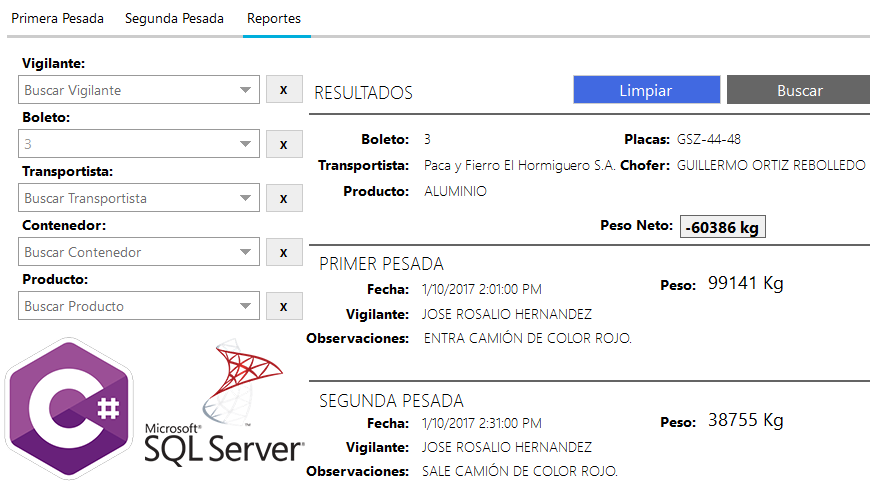 Primera Pesada Segunda Pesada Reportes
Vigilante:
Buscar Vigilante x
Boleto:
3 x
Transportista:
Buscar Transportista x
Contenedor:
Buscar Contenedor x
Producto:
Buscar Producto x
C#
Microsoft®
SQL Server®
RESULTADOS Limpiar Buscar
Boleto: 3 Placas: GSZ-44-48
Transportista: Paca y Fierro El Hormiguero S.A. Chofer: GUILLERMO ORTIZ REBOLLEDO
Producto: ALUMINIO
Peso Neto: -60386 kg
PRIMER PESADA
Fecha: 1/10/2017 2:01:00 PM Peso: 99141 Kg
Vigilante: JOSE ROSALIO HERNANDEZ
Observaciones: ENTRA CAMIÓN DE COLOR ROJO.
SEGUNDA PESADA
Fecha: 1/10/2017 2:31:00 PM Peso: 38755 Kg
Vigilante: JOSE ROSALIO HERNANDEZ
Observaciones: SALE CAMIÓN DE COLOR ROJO.